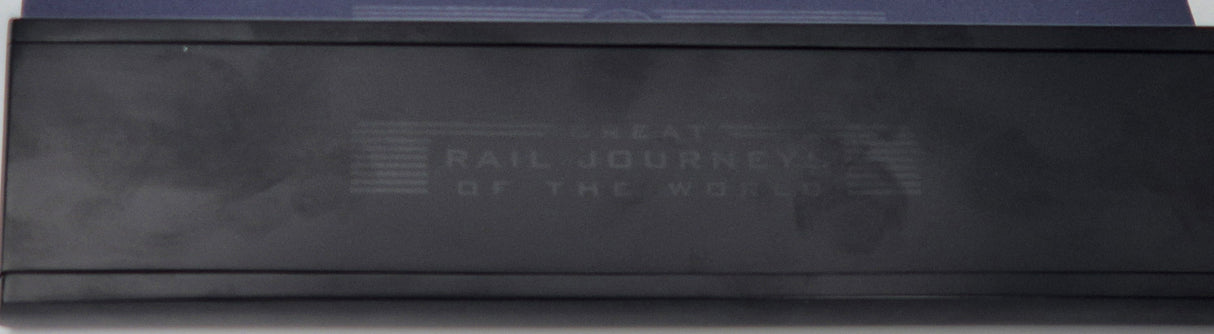 GREAT
RAIL JOURNEYS
OF THE WORLD